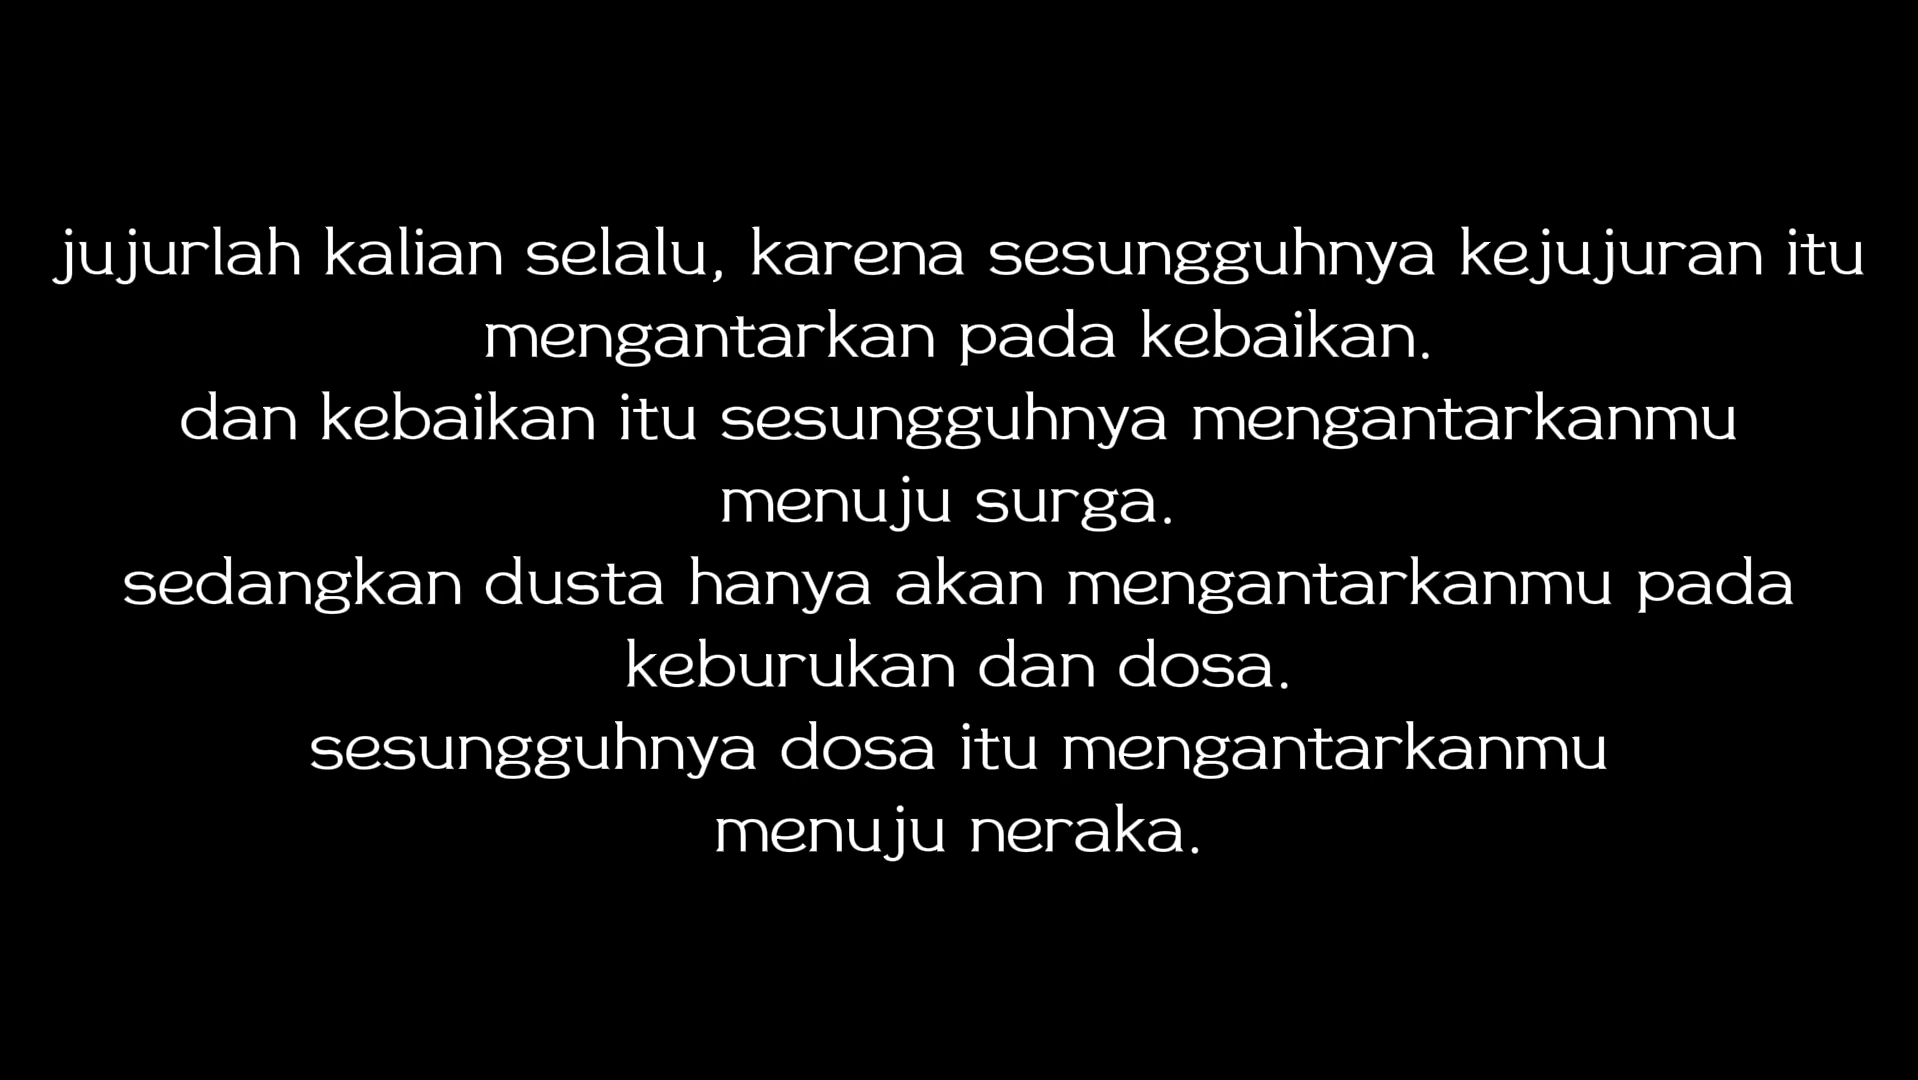 jujurlah kalian selalu, karena sesungguhnya kejujuran itu
mengantarkan pada kebaikan.
dan kebaikan itu sesungguhnya mengantarkanmu
menuju surga.
sedangkan dusta hanya akan mengantarkanmu pada
keburukan dan dosa.
sesungguhnya dosa itu mengantarkanmu
menuju neraka.